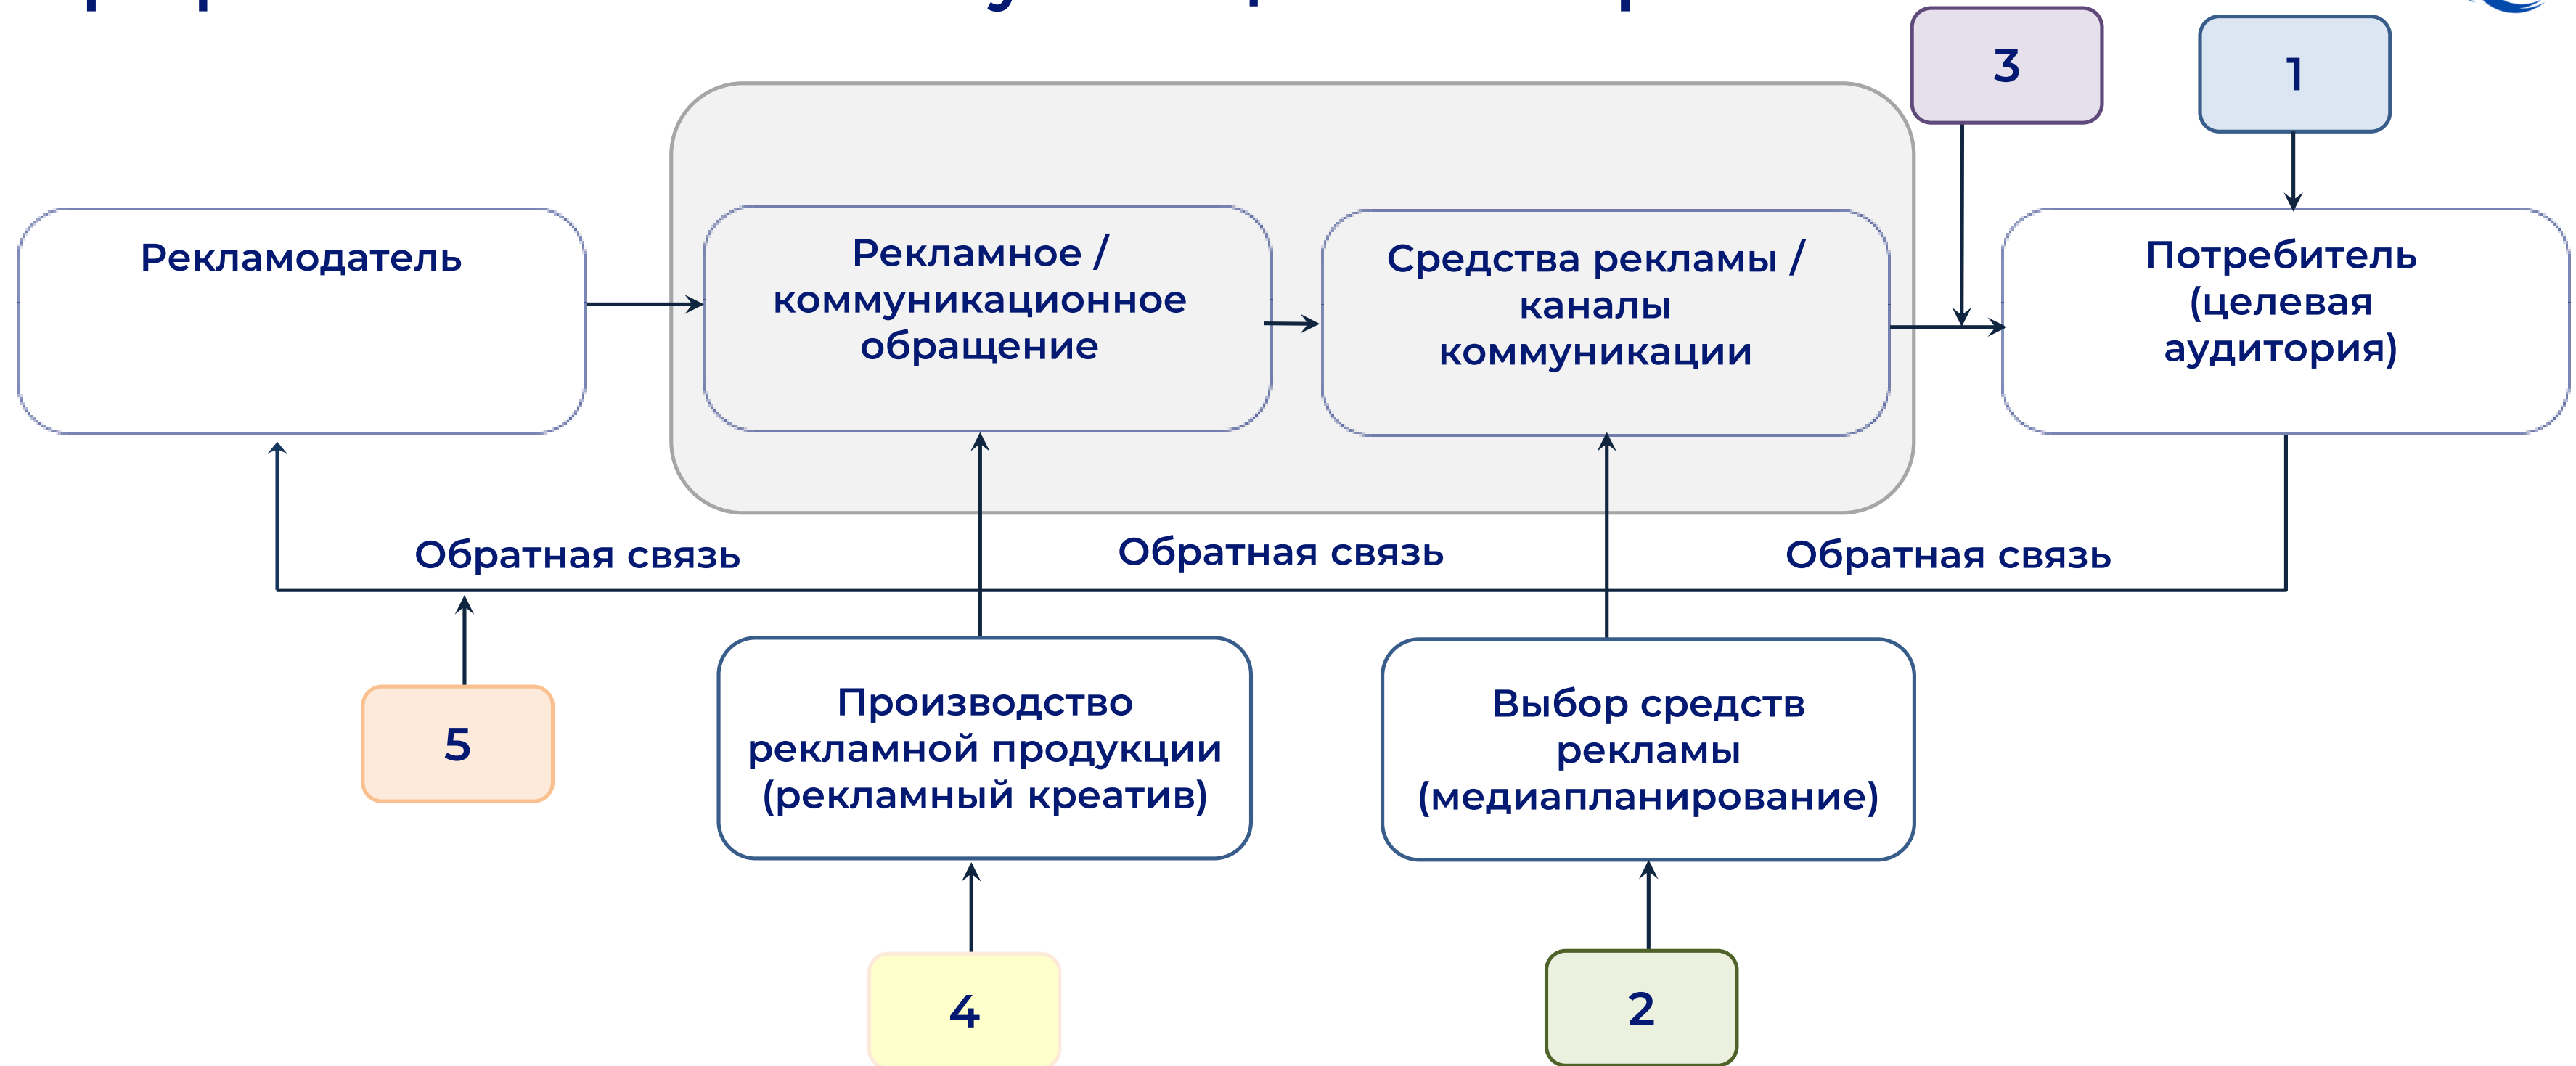 3
1
Рекламодатель
Рекламное /
коммуникационное
обращение
Средства рекламы /
каналы
коммуникации
Потребитель
(целевая
аудитория)
Обратная связь
Обратная связь
Обратная связь
5
Производство
рекламной продукции
(рекламный креатив)
Выбор средств
рекламы
(медиапланирование)
4
2